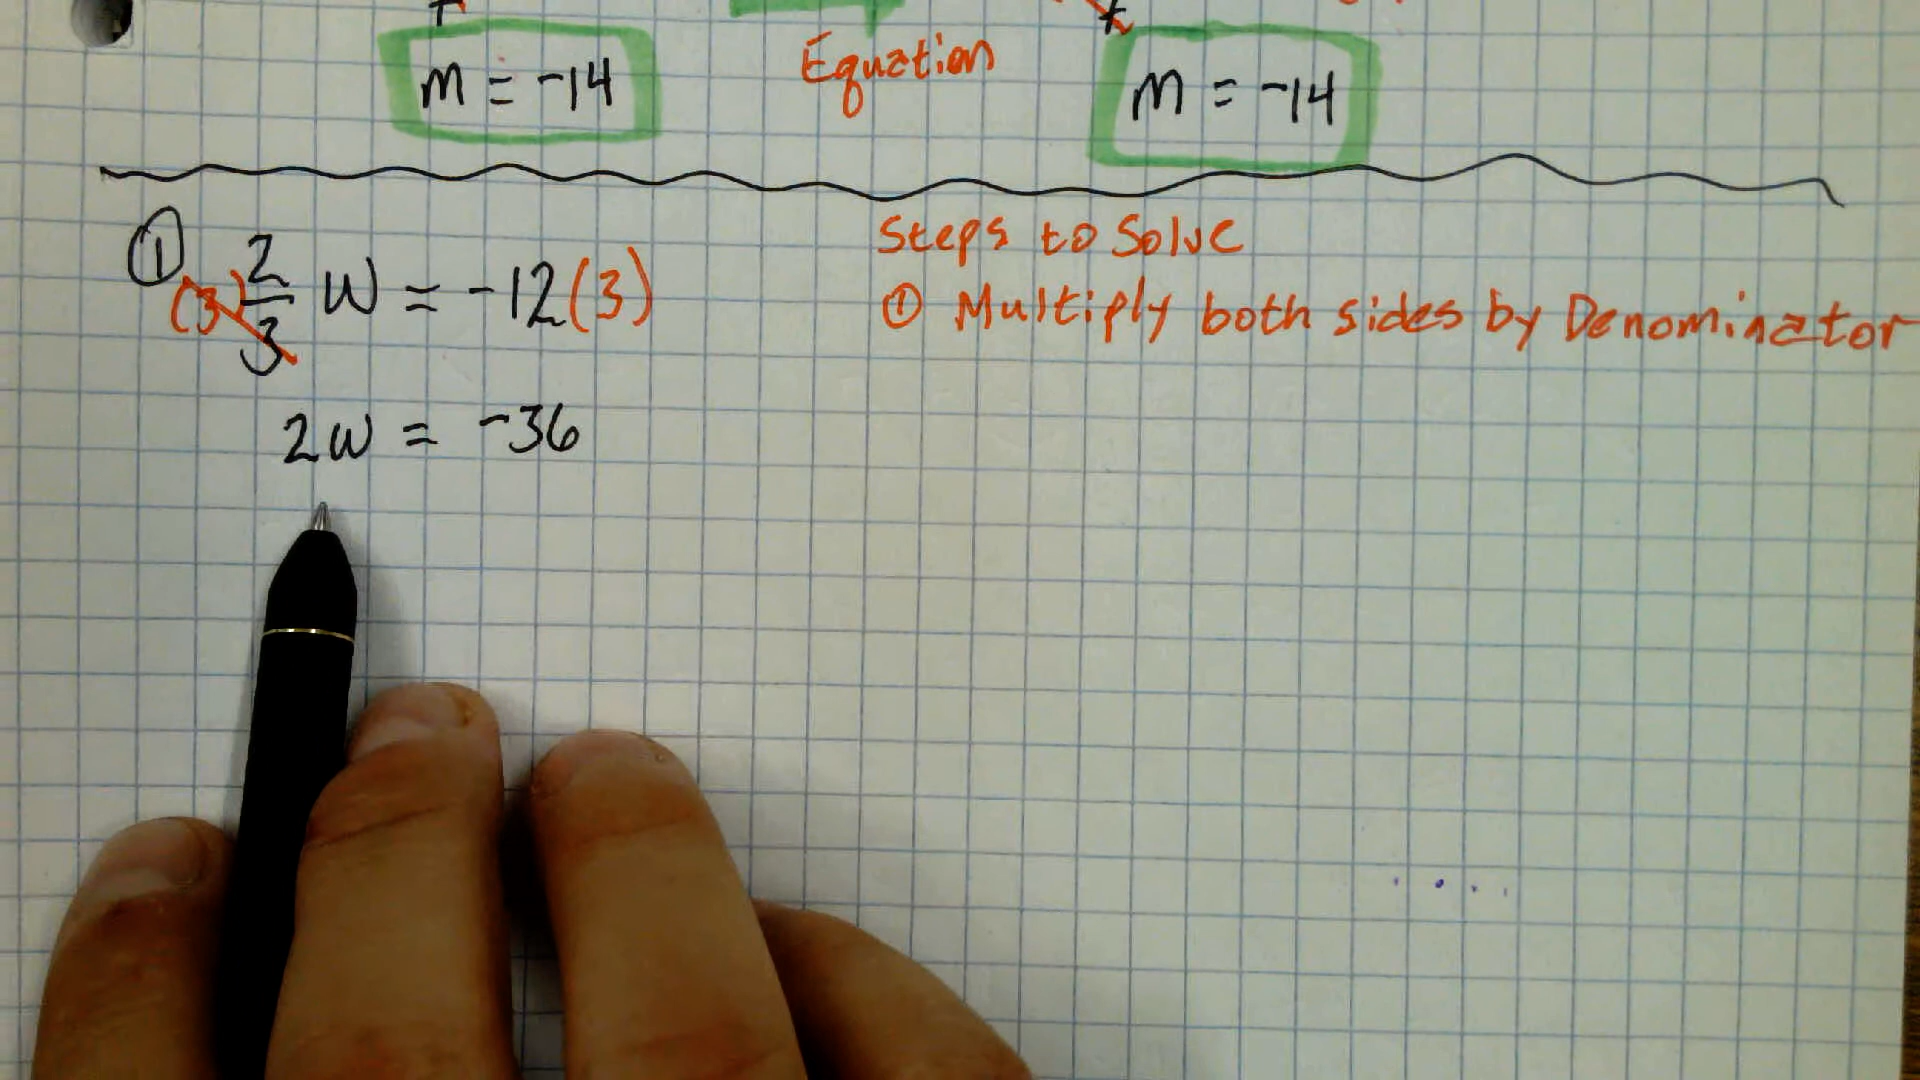 m = -14
Equation
m = -14
① 2/3 W = -12(3)
(3)
Steps to Solve
① Multiply both sides by Denominator
2W = -36